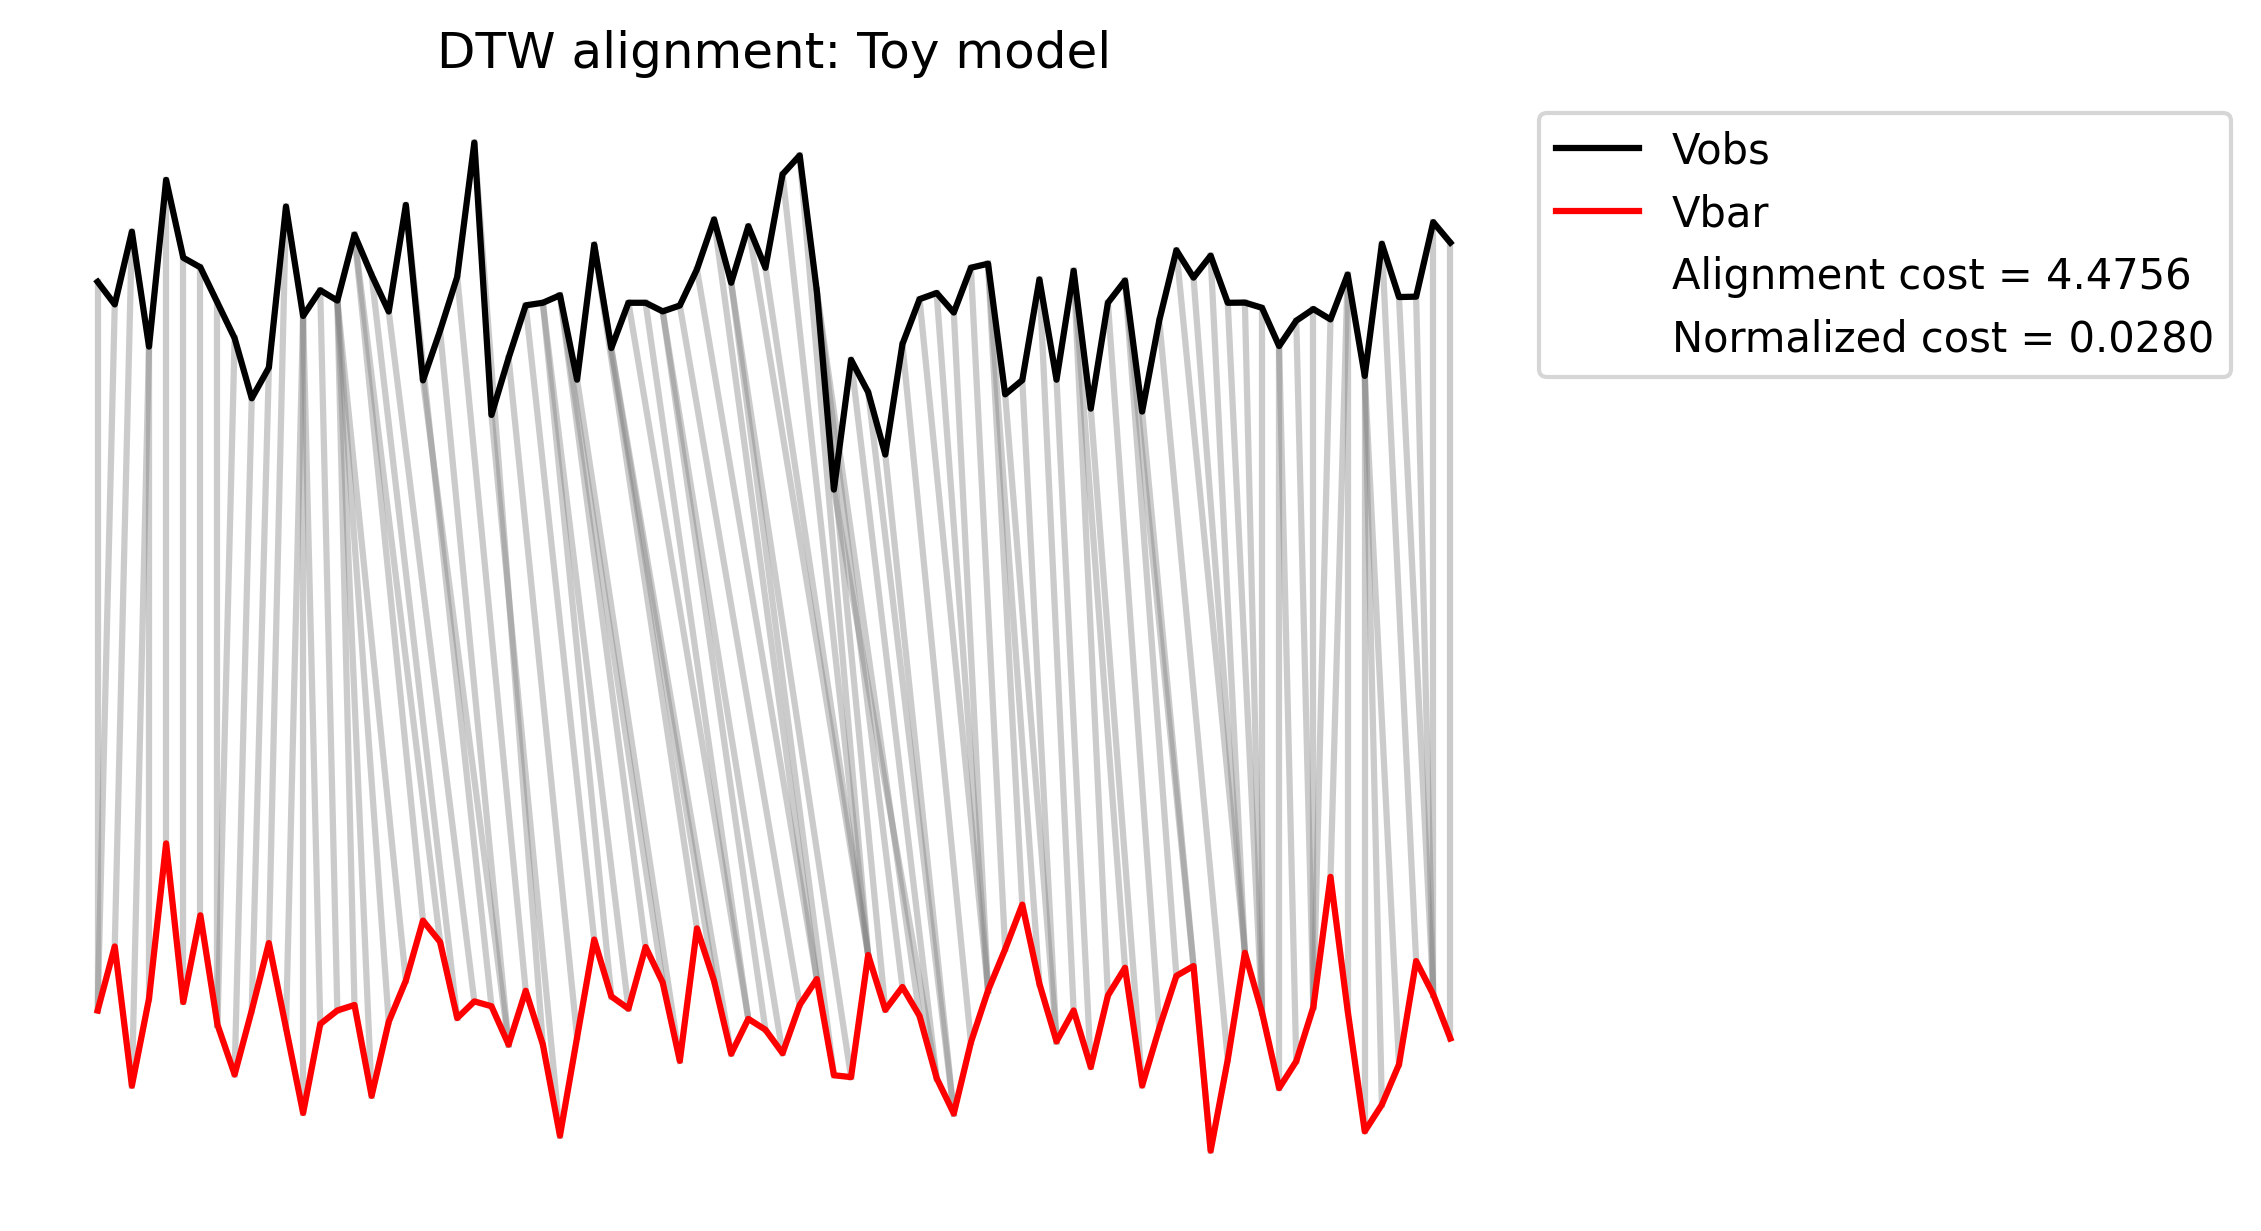 DTW alignment: Toy model
Vobs
Vbar
Alignment cost = 4.4756
Normalized cost = 0.0280